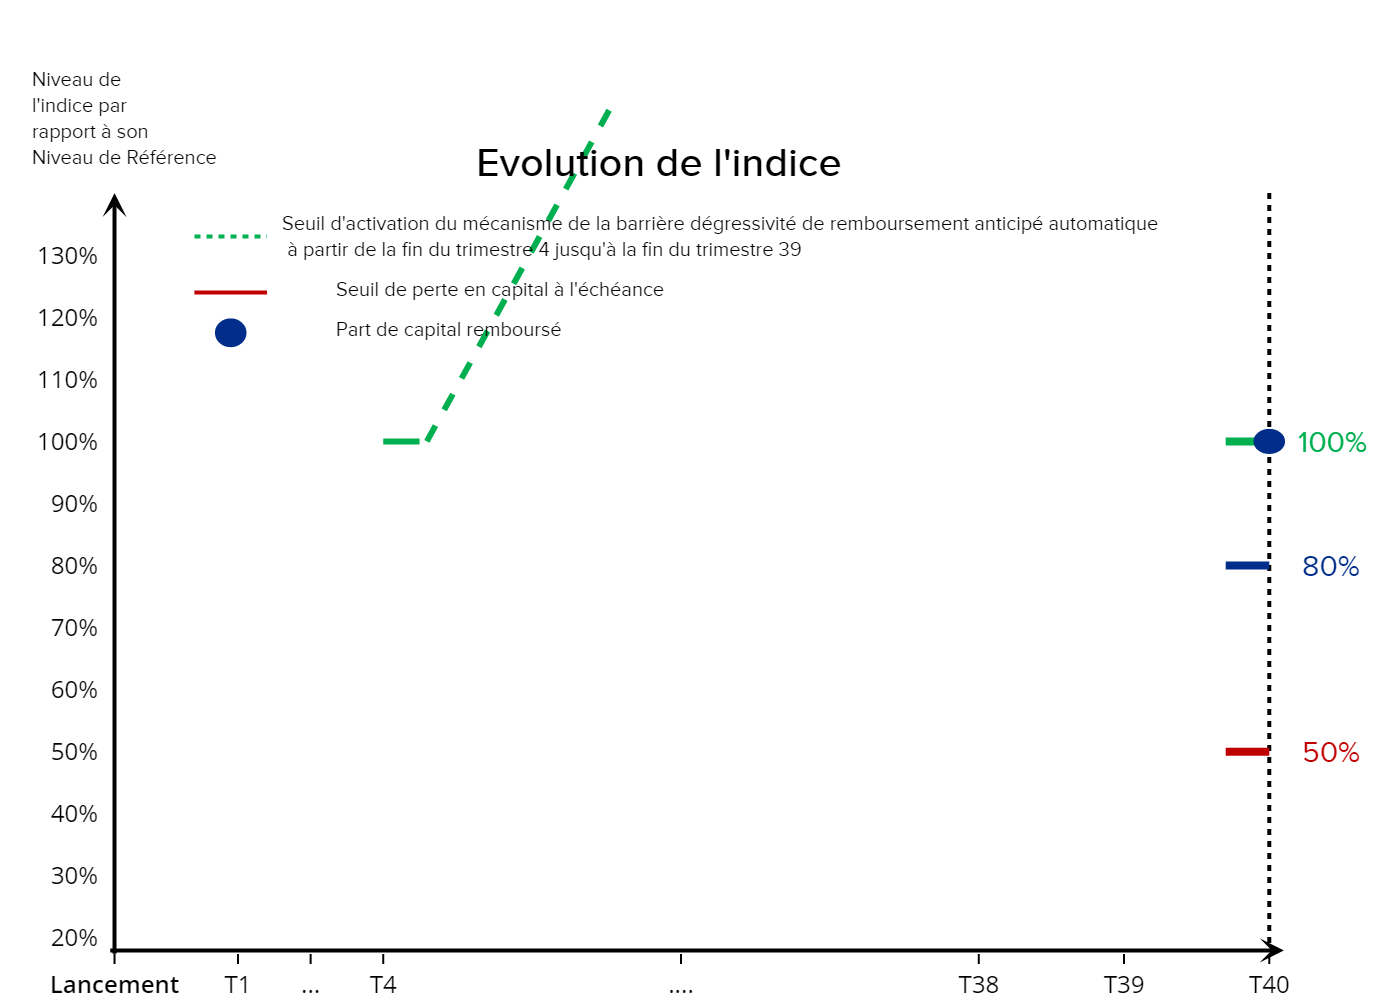 Niveau de
l'indice par
rapport à son
Niveau de Référence
Evolution de l'indice
Seuil d'activation du mécanisme de la barrière dégressivité de remboursement anticipé automatique
à partir de la fin du trimestre 4 jusqu'à la fin du trimestre 39
Seuil de perte en capital à l'échéance
Part de capital remboursé
130%
120%
110%
100%
90%
80%
70%
60%
50%
40%
30%
20%
100%
80%
50%
Lancement T1 ... T4 .... T38 T39 T40